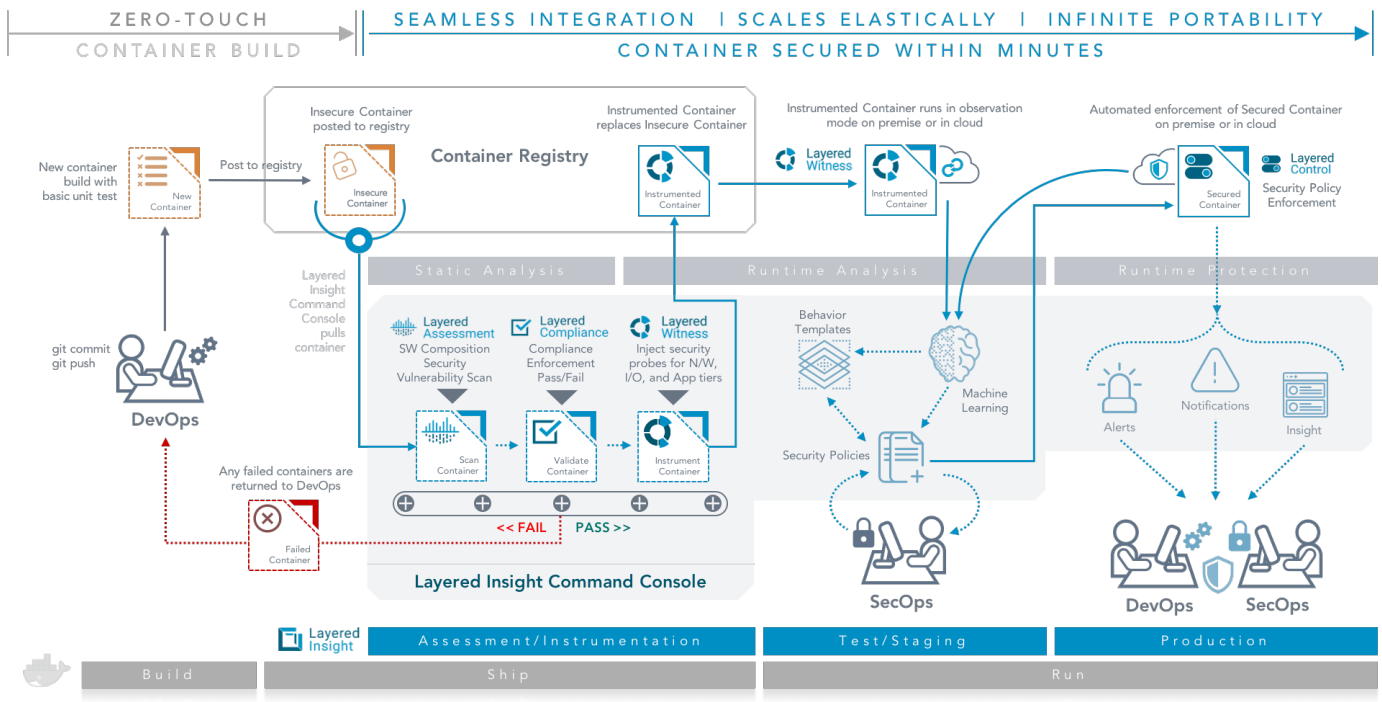 ZERO-TOUCH
CONTAINER BUILD
SEAMLESS INTEGRATION | SCALES ELASTICALLY | INFINITE PORTABILITY
CONTAINER SECURED WITHIN MINUTES
New container
build with
basic unit test
New
Container
Post to registry
Insecure Container
posted to registry
Insecure
Container
Container Registry
Instrumented Container
replaces Insecure Container
Instrumented
Container
Layered
Witness
Instrumented Container runs in observation
mode on premise or in cloud
Instrumented
Container
Automated enforcement of Secured Container
on premise or in cloud
Secured
Container
Layered
Control
Security Policy
Enforcement
Static Analysis
Runtime Analysis
Runtime Protection
Layered
Insight
Command
Console
pulls
container
git commit
git push
DevOps
Layered
Assessment
SW Composition
Security
Vulnerability Scan
Scan
Container
Layered
Compliance
Compliance
Enforcement
Pass/Fail
Validate
Container
Layered
Witness
Inject security
probes for N/W,
I/O, and App tiers
Instrument
Container
Behavior
Templates
Machine
Learning
Security Policies
Alerts
Notifications
Insight
Any failed containers are
returned to DevOps
Failed
Container
<< FAIL
PASS >>
Layered Insight Command Console
SecOps
DevOps
SecOps
Layered
Insight
Assessment/Instrumentation
Test/Staging
Production
Build
Ship
Run